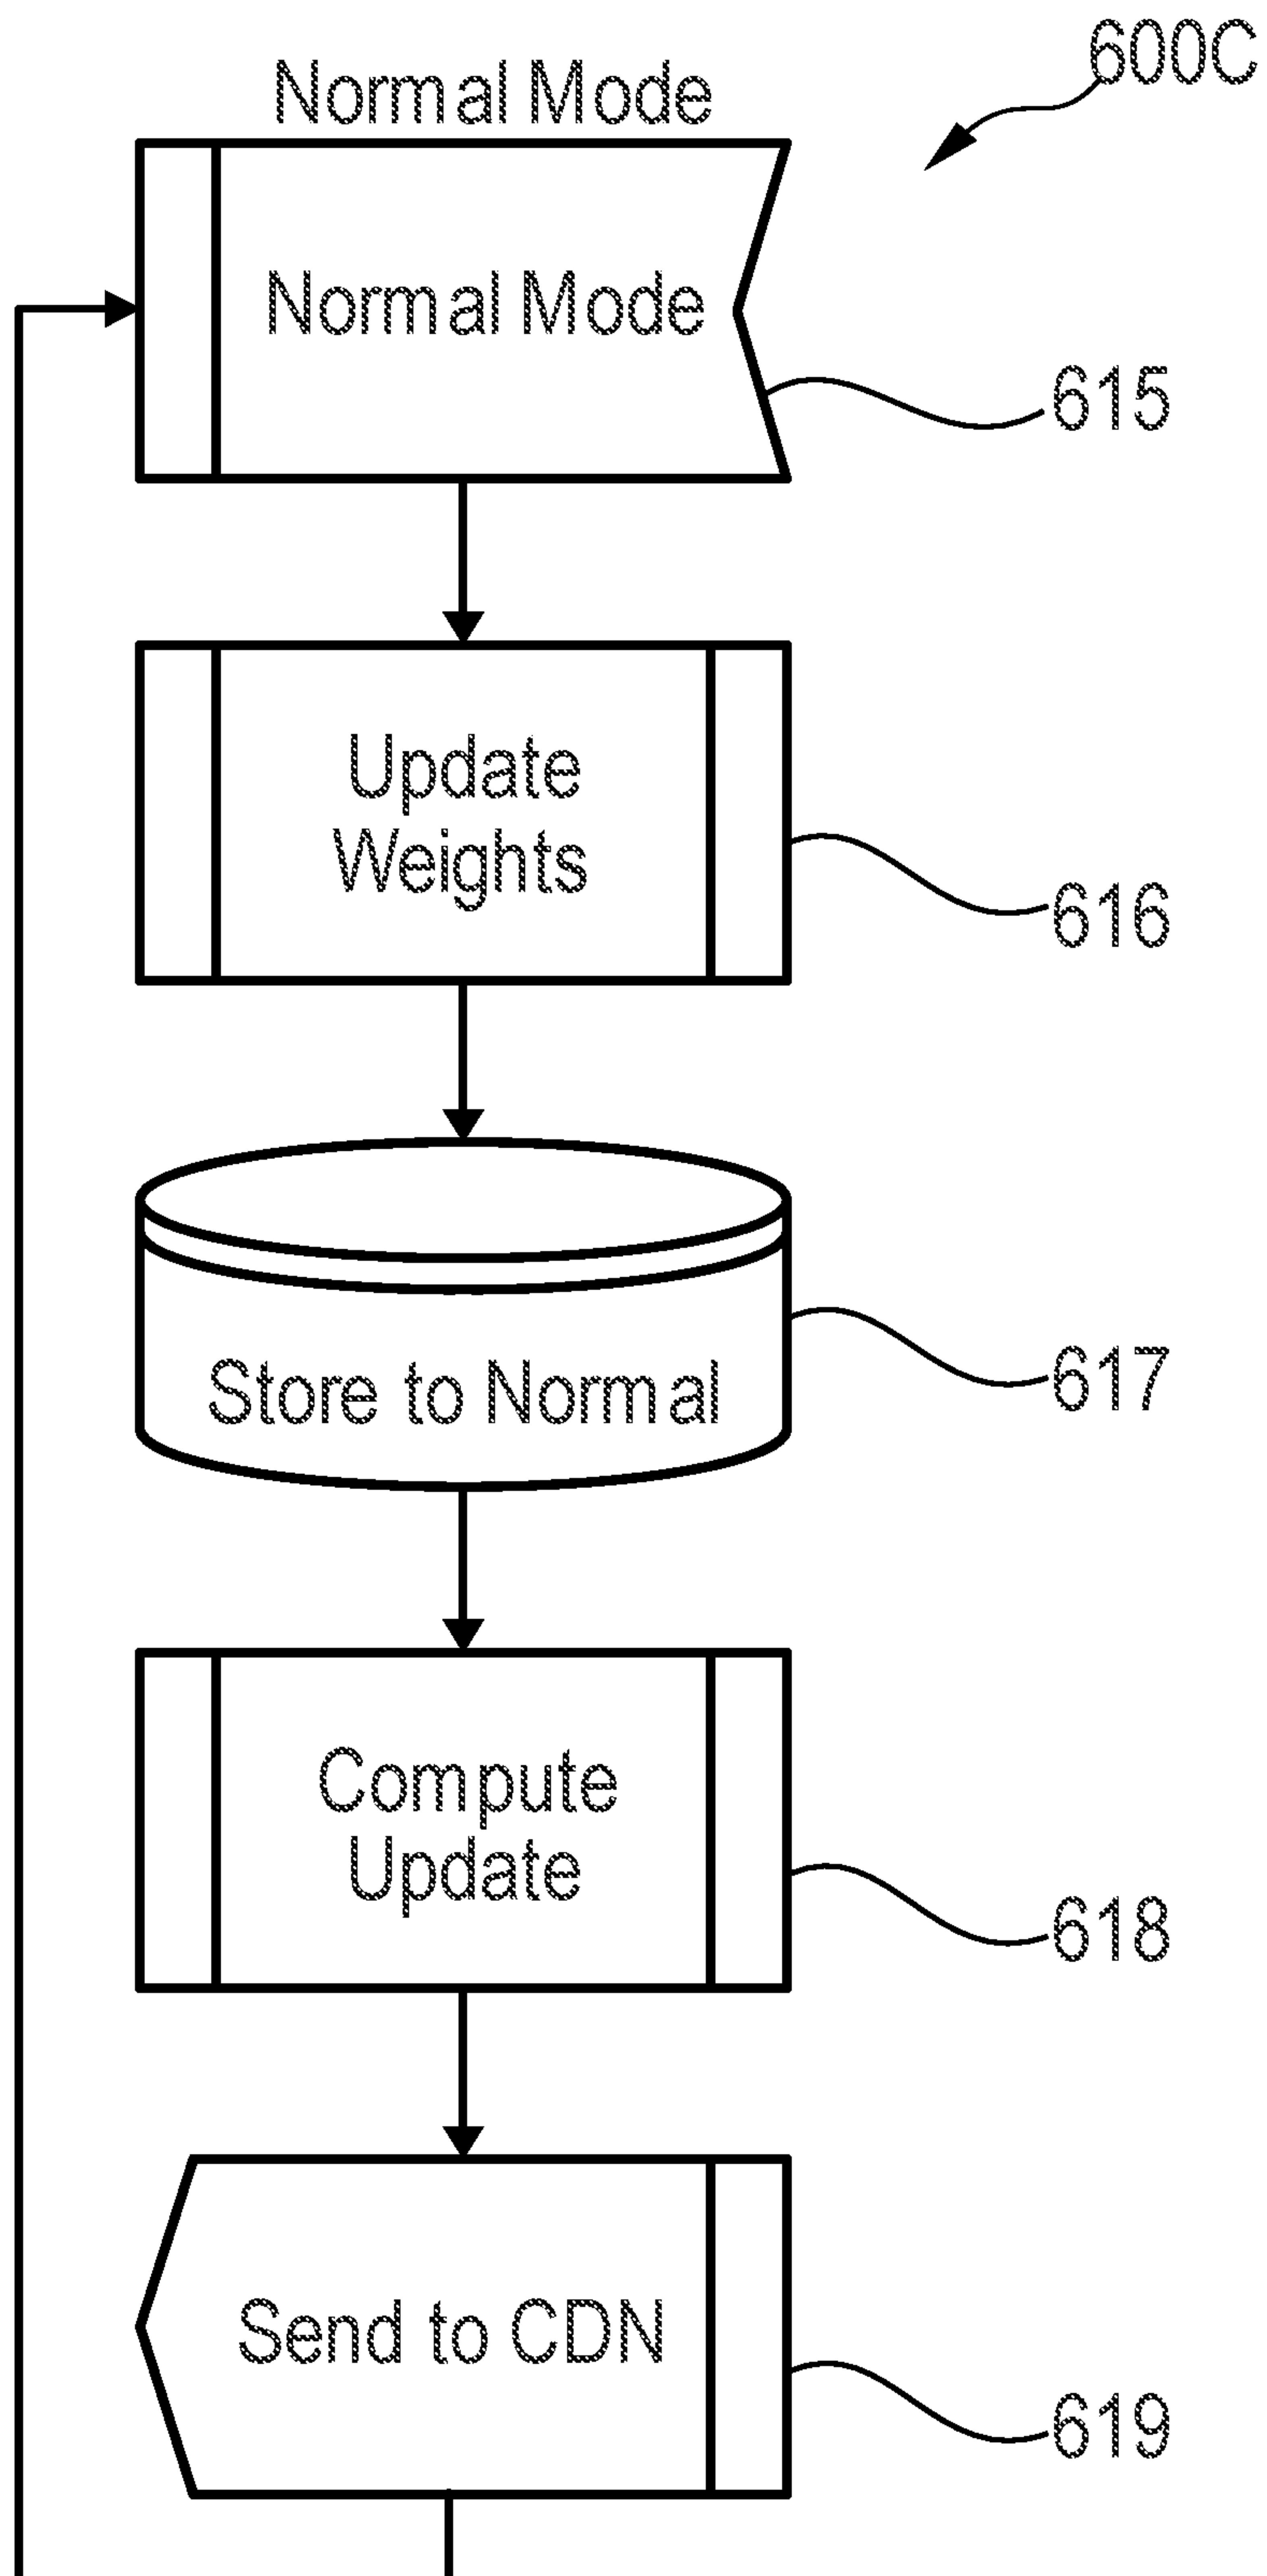 600C
Normal Mode
Normal Mode
615
Update
Weights
616
Store to Normal
617
Compute
Update
618
Send to CDN
619